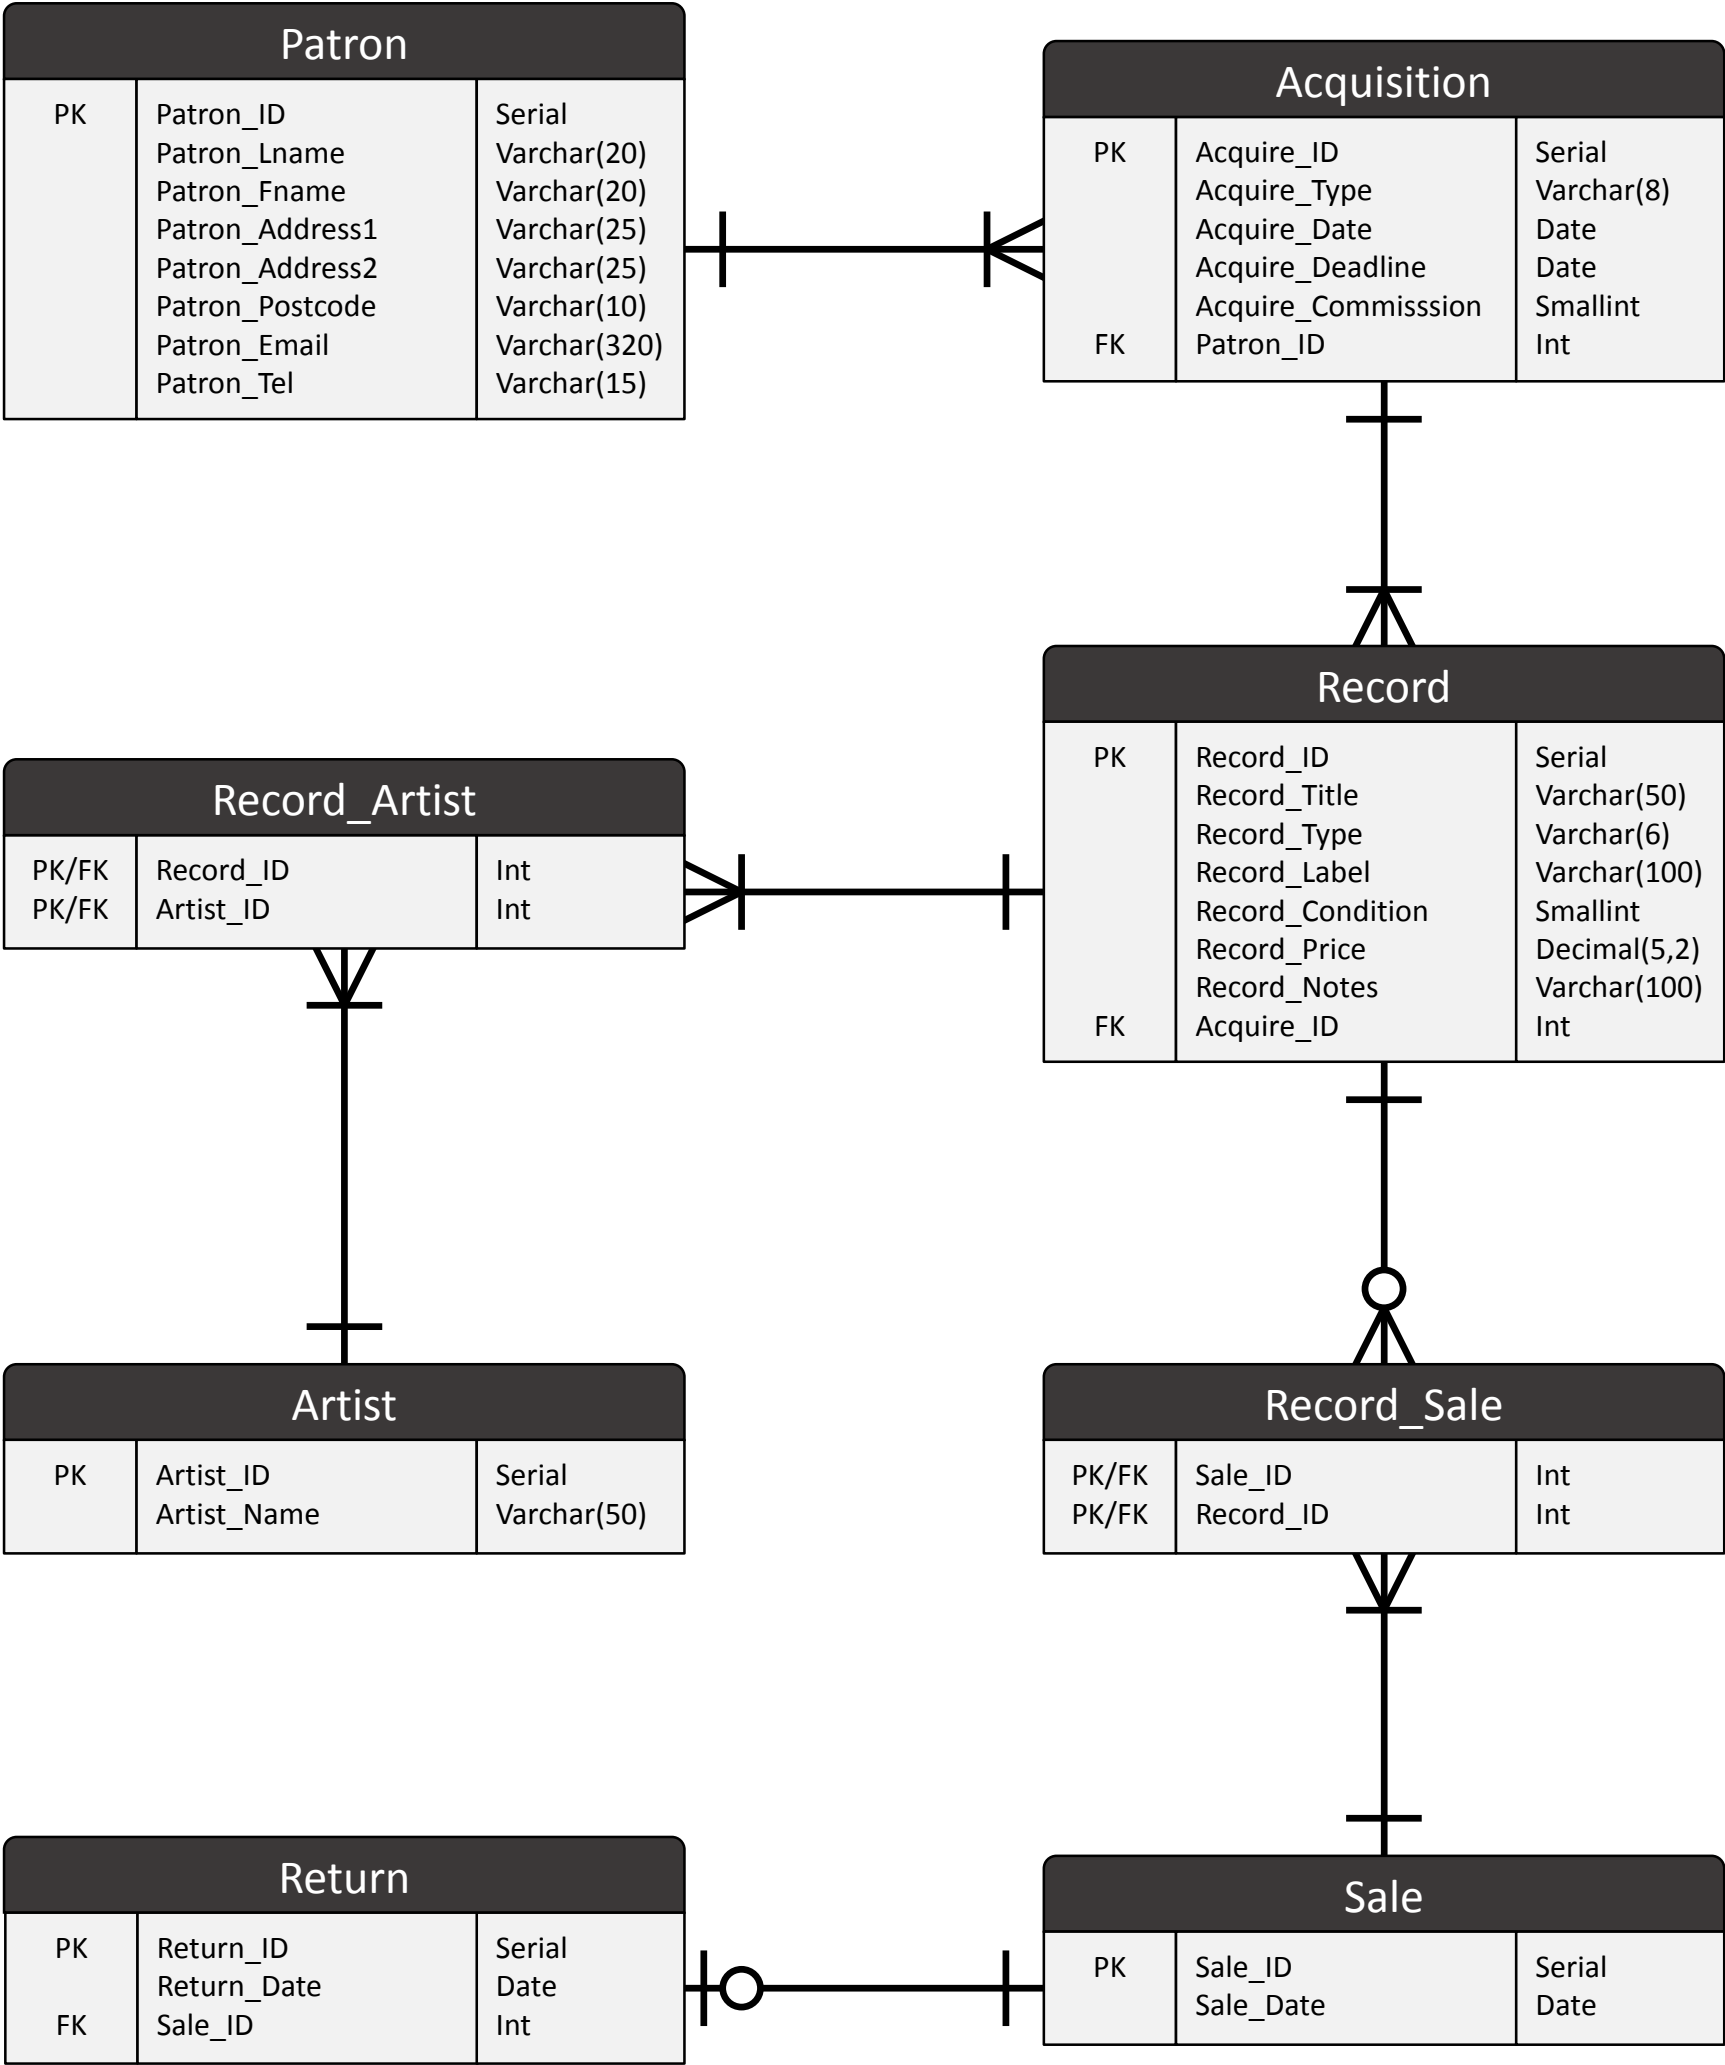 Patron
PK Patron_ID Serial
Patron_Lname Varchar(20)
Patron_Fname Varchar(20)
Patron_Address1 Varchar(25)
Patron_Address2 Varchar(25)
Patron_Postcode Varchar(10)
Patron_Email Varchar(320)
Patron_Tel Varchar(15)
Acquisition
PK Acquire_ID Serial
Acquire_Type Varchar(8)
Acquire_Date Date
Acquire_Deadline Date
Acquire_Commisssion Smallint
FK Patron_ID Int
Record
PK Record_ID Serial
Record_Title Varchar(50)
Record_Type Varchar(6)
Record_Label Varchar(100)
Record_Condition Smallint
Record_Price Decimal(5,2)
Record_Notes Varchar(100)
FK Acquire_ID Int
Record_Artist
PK/FK Record_ID Int
PK/FK Artist_ID Int
Artist
PK Artist_ID Serial
Artist_Name Varchar(50)
Record_Sale
PK/FK Sale_ID Int
PK/FK Record_ID Int
Return
PK Return_ID Serial
Return_Date Date
FK Sale_ID Int
Sale
PK Sale_ID Serial
Sale_Date Date